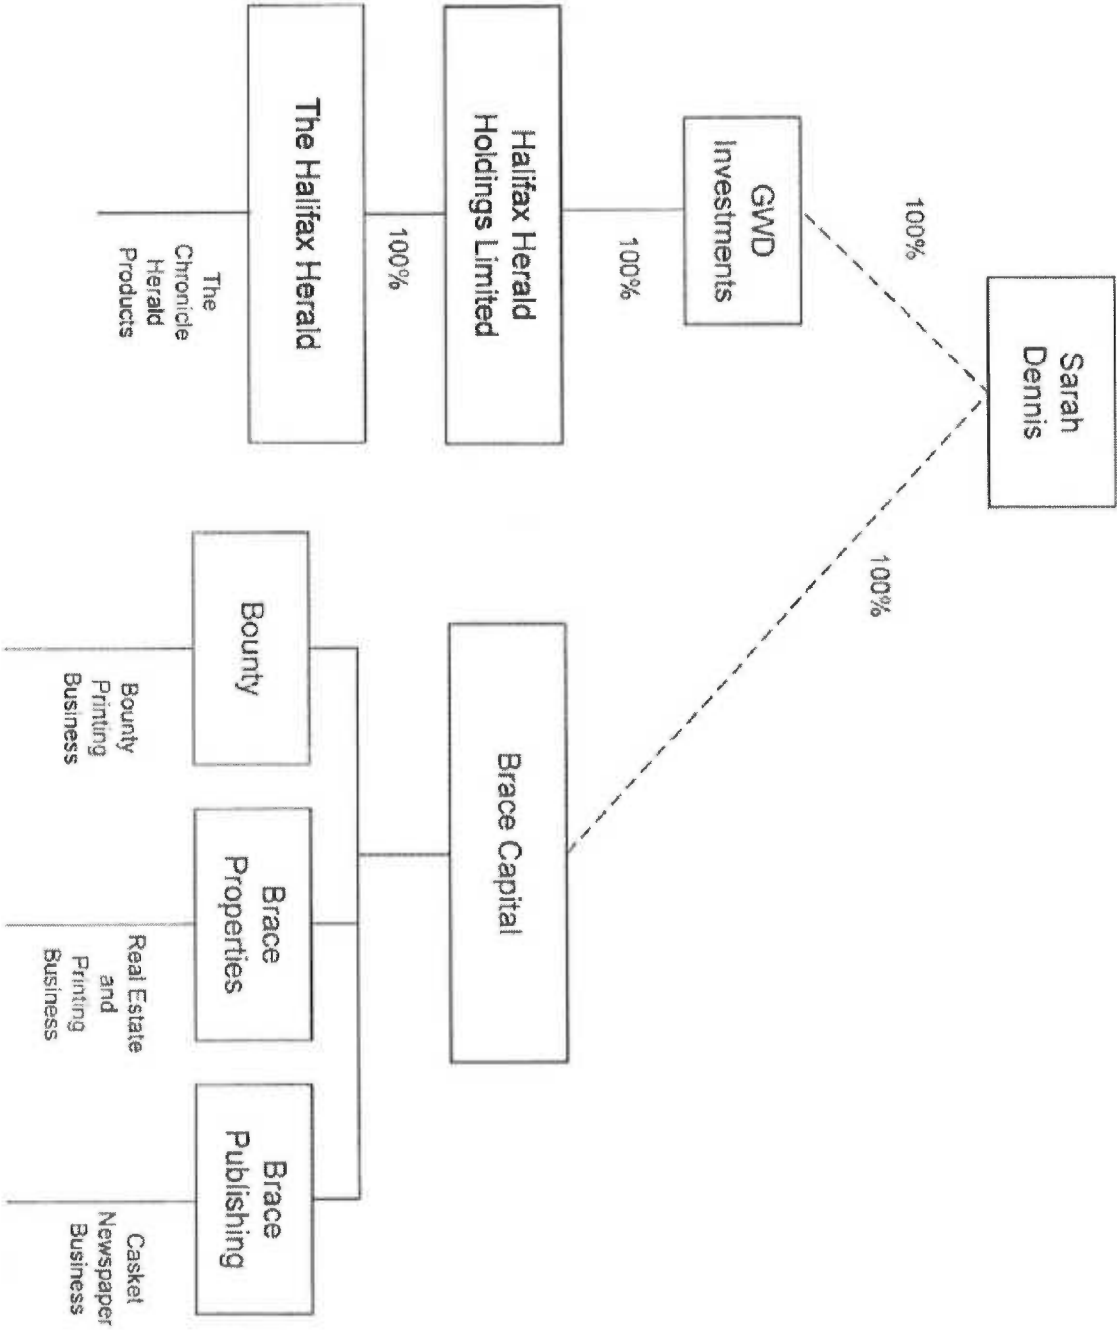 Sarah
Dennis
100%
100%
GWD
Investments
100%
Halifax Herald
Holdings Limited
100%
The Halifax Herald
The
Chronicle
Herald
Products
Brace Capital
Bounty
Bounty
Printing
Business
Brace
Properties
Real Estate
and
Printing
Business
Brace
Publishing
Casket
Newspaper
Business